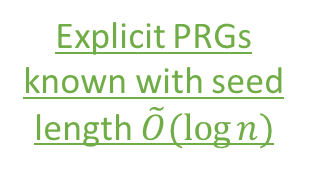 Explicit PRGs
known with seed
length Õ(log n)